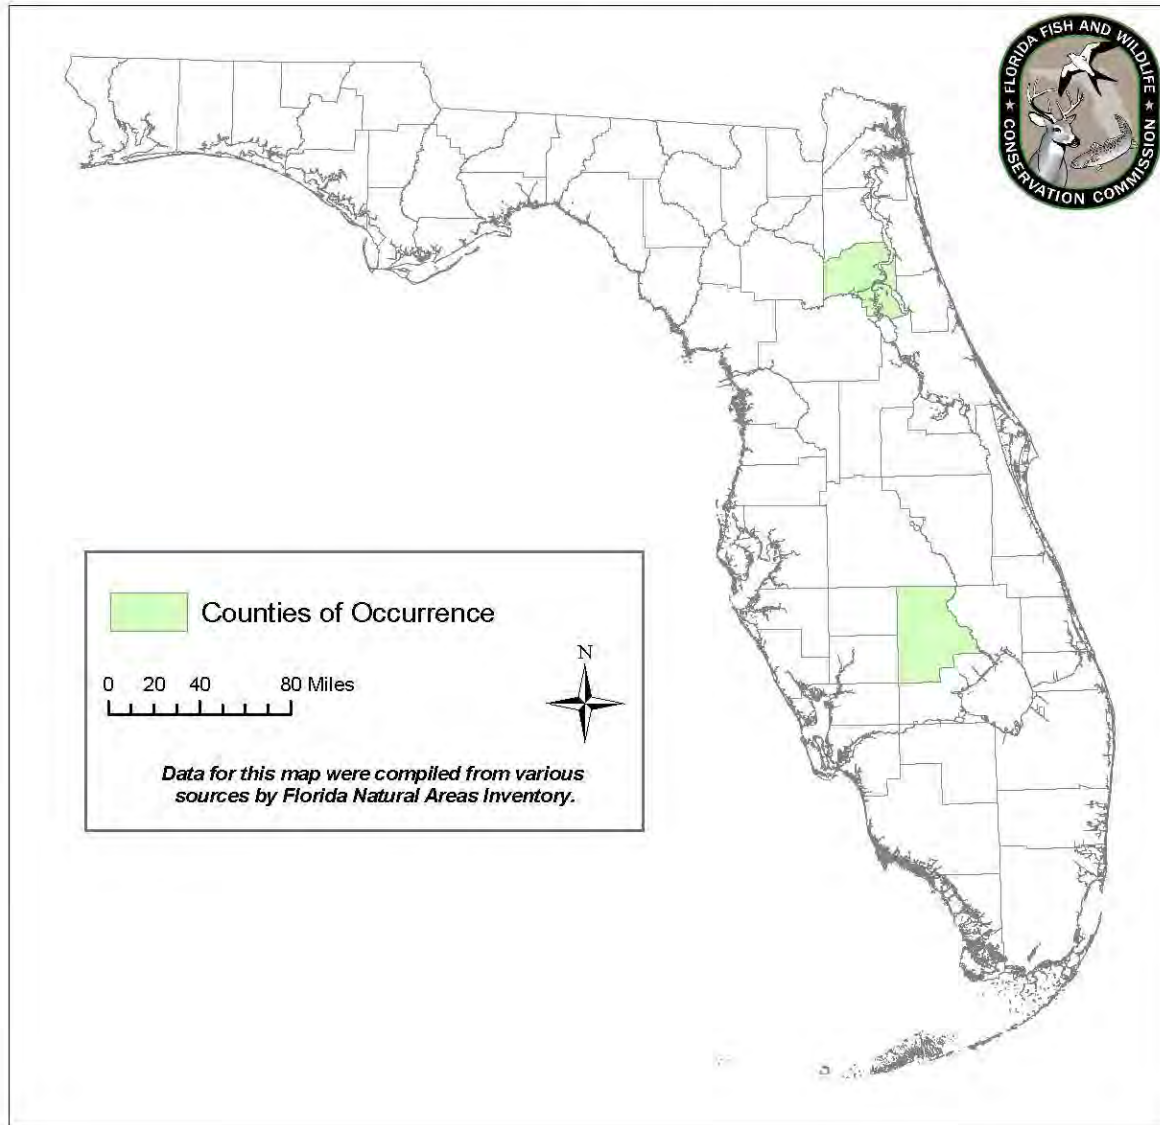 ★ FLORIDA FISH AND WILDLIFE ★
CONSERVATION COMMISSION
Counties of Occurrence
N
0 20 40 80 Miles
Data for this map were compiled from various
sources by Florida Natural Areas Inventory.